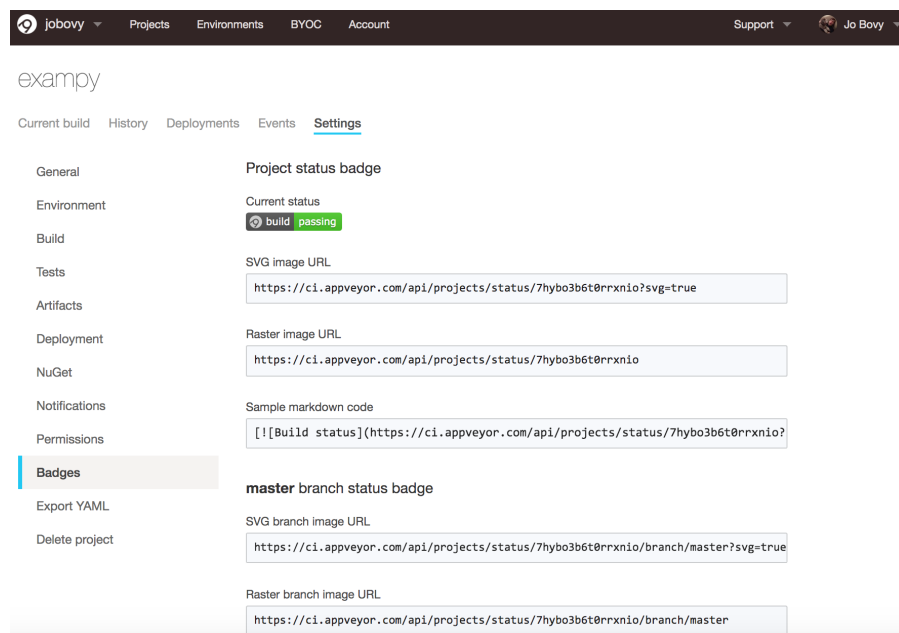 jobovy Projects Environments BYOC Account Support Jo Bovy
exampy
Current build History Deployments Events Settings
General
Environment
Build
Tests
Artifacts
Deployment
NuGet
Notifications
Permissions
Badges
Export YAML
Delete project
Project status badge
Current status
build passing
SVG image URL
https://ci.appveyor.com/api/projects/status/7hybo3b6t0rrxnio?svg=true
Raster image URL
https://ci.appveyor.com/api/projects/status/7hybo3b6t0rrxnio
Sample markdown code
[![Build status](https://ci.appveyor.com/api/projects/status/7hybo3b6t0rrxnio?
master branch status badge
SVG branch image URL
https://ci.appveyor.com/api/projects/status/7hybo3b6t0rrxnio/branch/master?svg=true
Raster branch image URL
https://ci.appveyor.com/api/projects/status/7hybo3b6t0rrxnio/branch/master